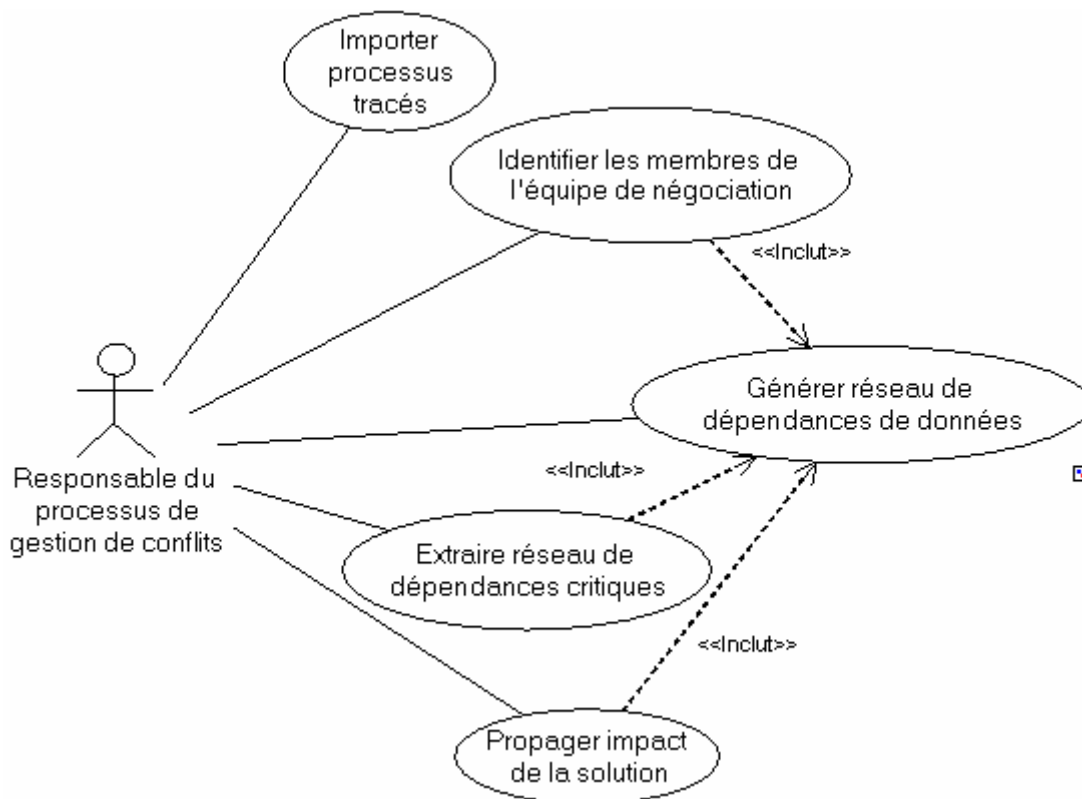 Importer
processus
tracés
Identifier les membres de
l'équipe de négociation
<<Inclut>>
Générer réseau de
dépendances de données
<<Inclut>>
Responsable du
processus de
gestion de conflits
Extraire réseau de
dépendances critiques
<<Inclut>>
Propager impact
de la solution